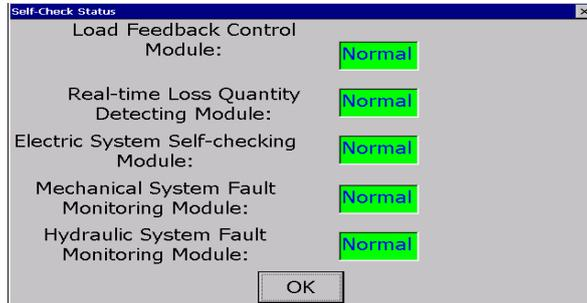 Self-Check Status
Load Feedback Control
Module:
Normal
Real-time Loss Quantity
Detecting Module:
Normal
Electric System Self-checking
Module:
Normal
Mechanical System Fault
Monitoring Module:
Normal
Hydraulic System Fault
Monitoring Module:
Normal
OK